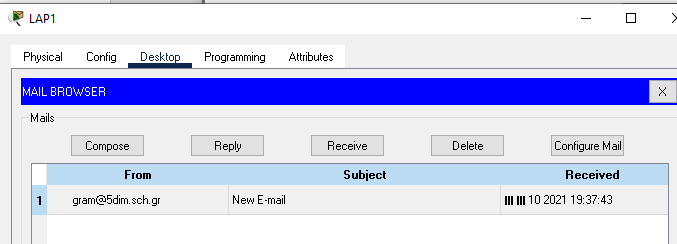 LAP1
Physical Config Desktop Programming Attributes
MAIL BROWSER X
Mails
Compose Reply Receive Delete Configure Mail
From Subject Received
1 gram@5dim.sch.gr New E-mail 10 2021 19:37:43